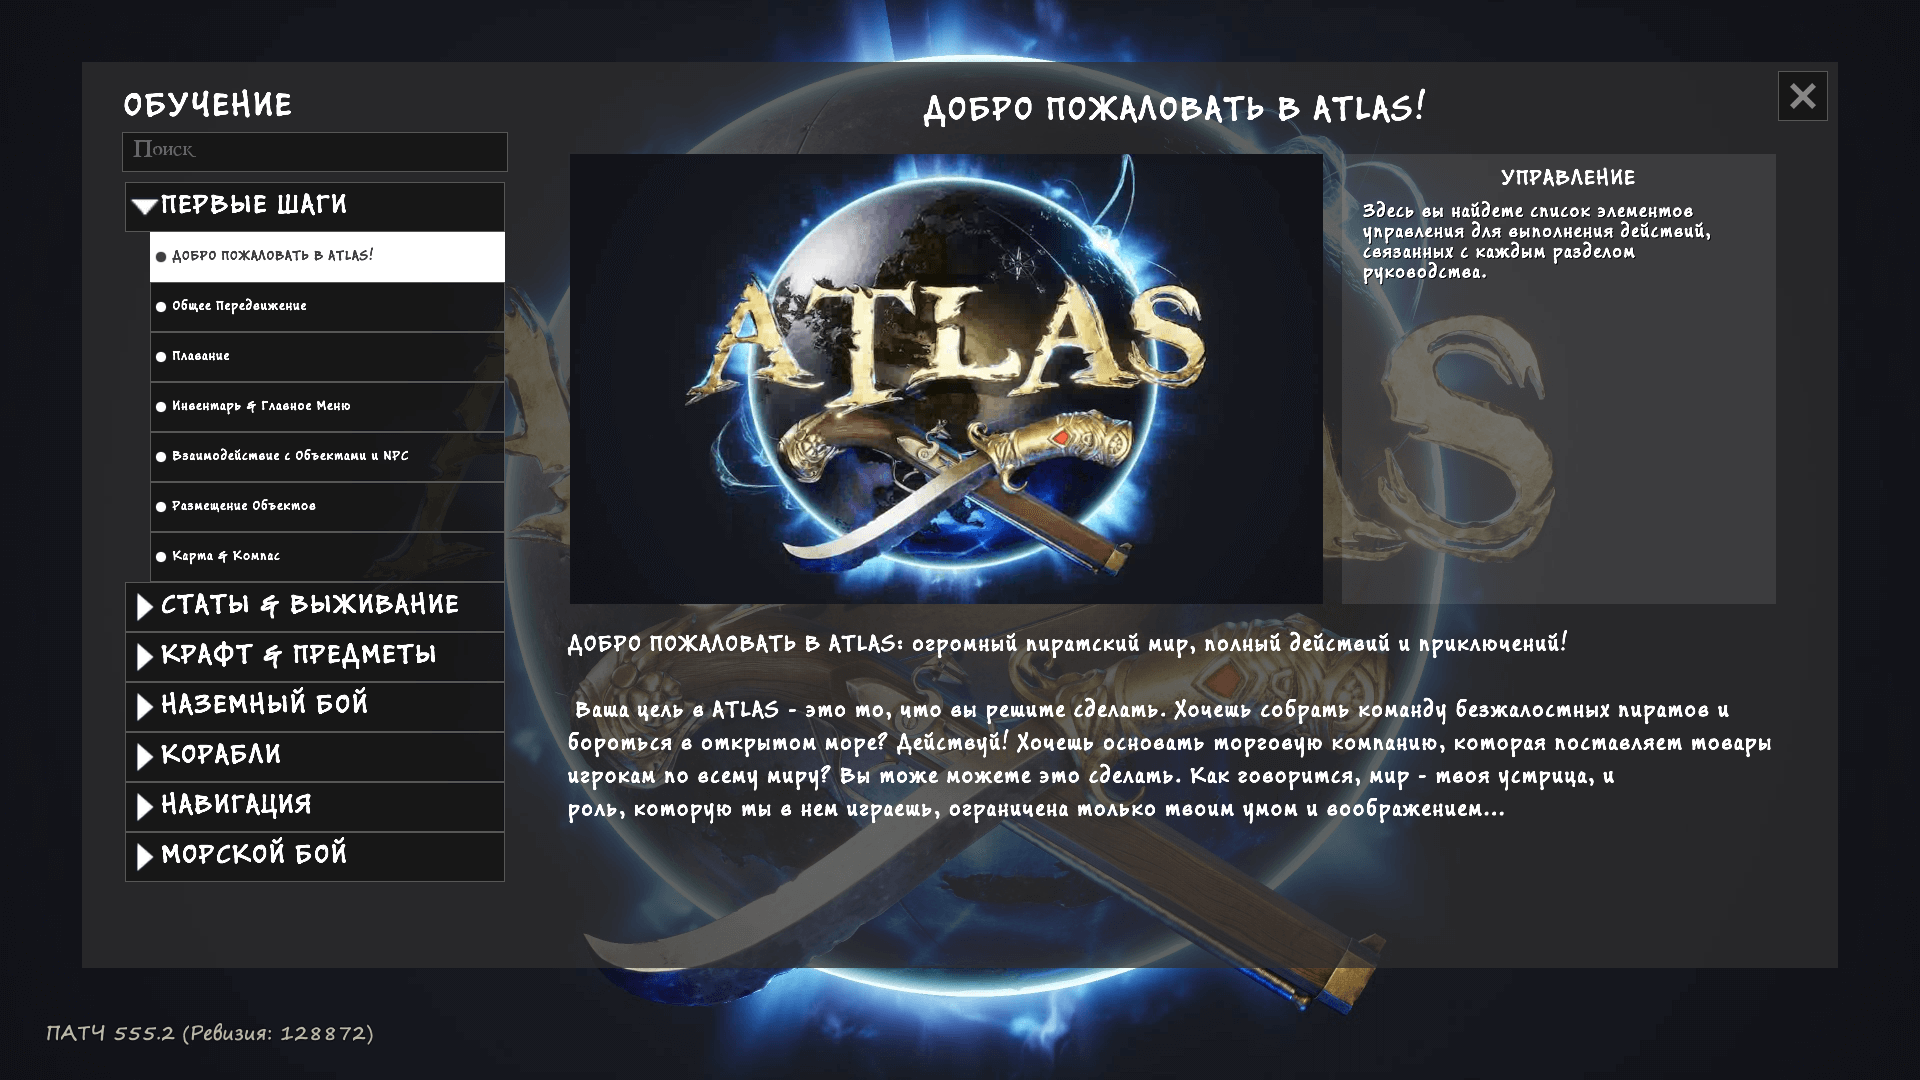 ОБУЧЕНИЕ
Поиск
ПЕРВЫЕ ШАГИ
ДОБРО ПОЖАЛОВАТЬ В ATLAS!
Общее Передвижение
Плавание
Инвентарь & Главное Меню
Взаимодействие с Объектами и NPC
Размещение Объектов
Карта & Компас
СТАТЫ & ВЫЖИВАНИЕ
КРАФТ & ПРЕДМЕТЫ
НАЗЕМНЫЙ БОЙ
КОРАБЛИ
НАВИГАЦИЯ
МОРСКОЙ БОЙ
ДОБРО ПОЖАЛОВАТЬ В ATLAS!
ATLAS
УПРАВЛЕНИЕ
Здесь вы найдете список элементов
управления для выполнения действий,
связанных с каждым разделом
руководства.
ДОБРО ПОЖАЛОВАТЬ В ATLAS: огромный пиратский мир, полный действий и приключений!
Ваша цель в ATLAS - это то, что вы решите сделать. Хочешь собрать команду безжалостных пиратов и
бороться в открытом море? Действуй! Хочешь основать торговую компанию, которая поставляет товары
игрокам по всему миру? Вы тоже можете это сделать. Как говорится, мир - твоя устрица, и
роль, которую ты в нем играешь, ограничена только твоим умом и воображением...
ПАТЧ 555.2 (Ревизия: 128872)